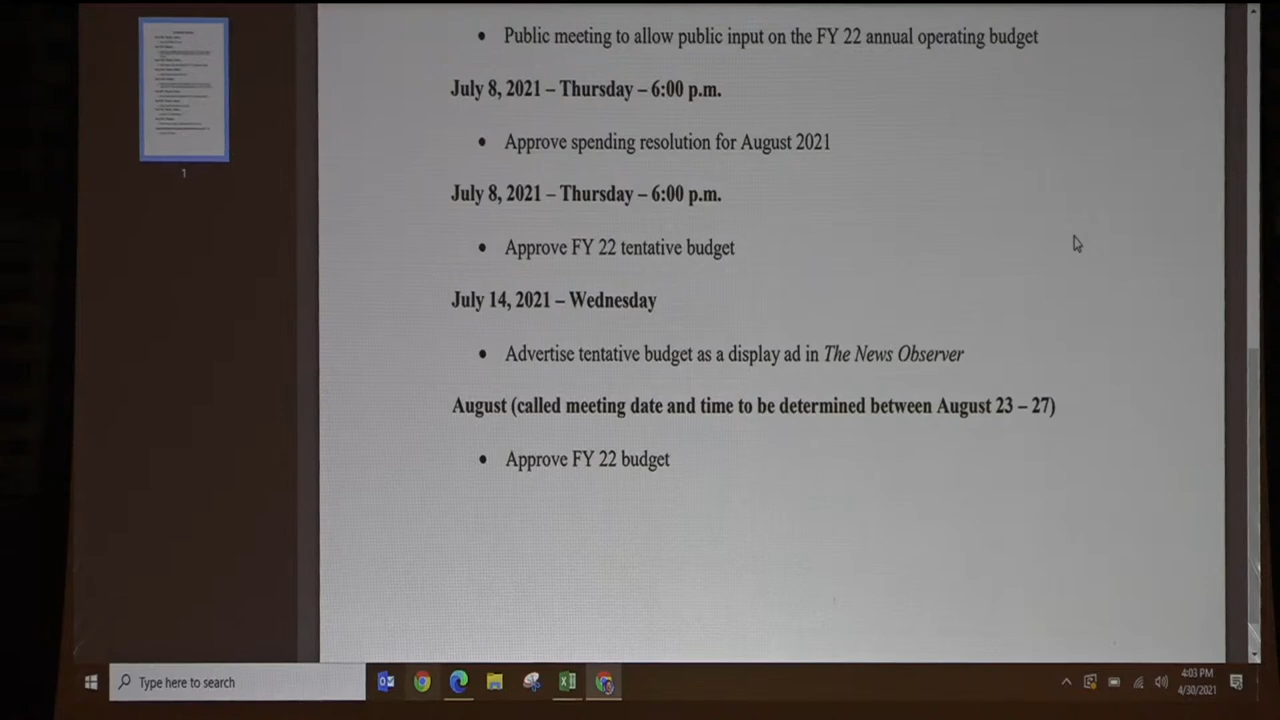 Public meeting to allow public input on the FY 22 annual operating budget
July 8, 2021 – Thursday – 6:00 p.m.
Approve spending resolution for August 2021
July 8, 2021 – Thursday – 6:00 p.m.
Approve FY 22 tentative budget
July 14, 2021 – Wednesday
Advertise tentative budget as a display ad in The News Observer
August (called meeting date and time to be determined between August 23 – 27)
Approve FY 22 budget
1
Type here to search
4:03 PM
4/30/2021